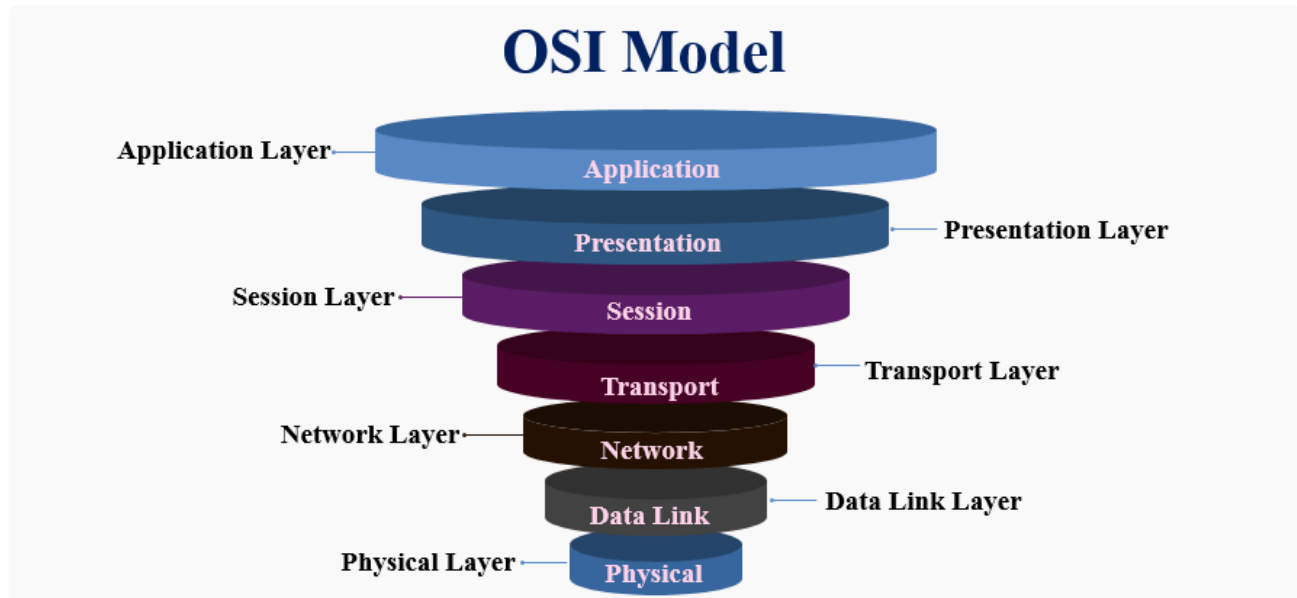 OSI Model
Application Layer
Application
Presentation Layer
Presentation
Session Layer
Session
Transport Layer
Transport
Network Layer
Network
Data Link Layer
Data Link
Physical Layer
Physical